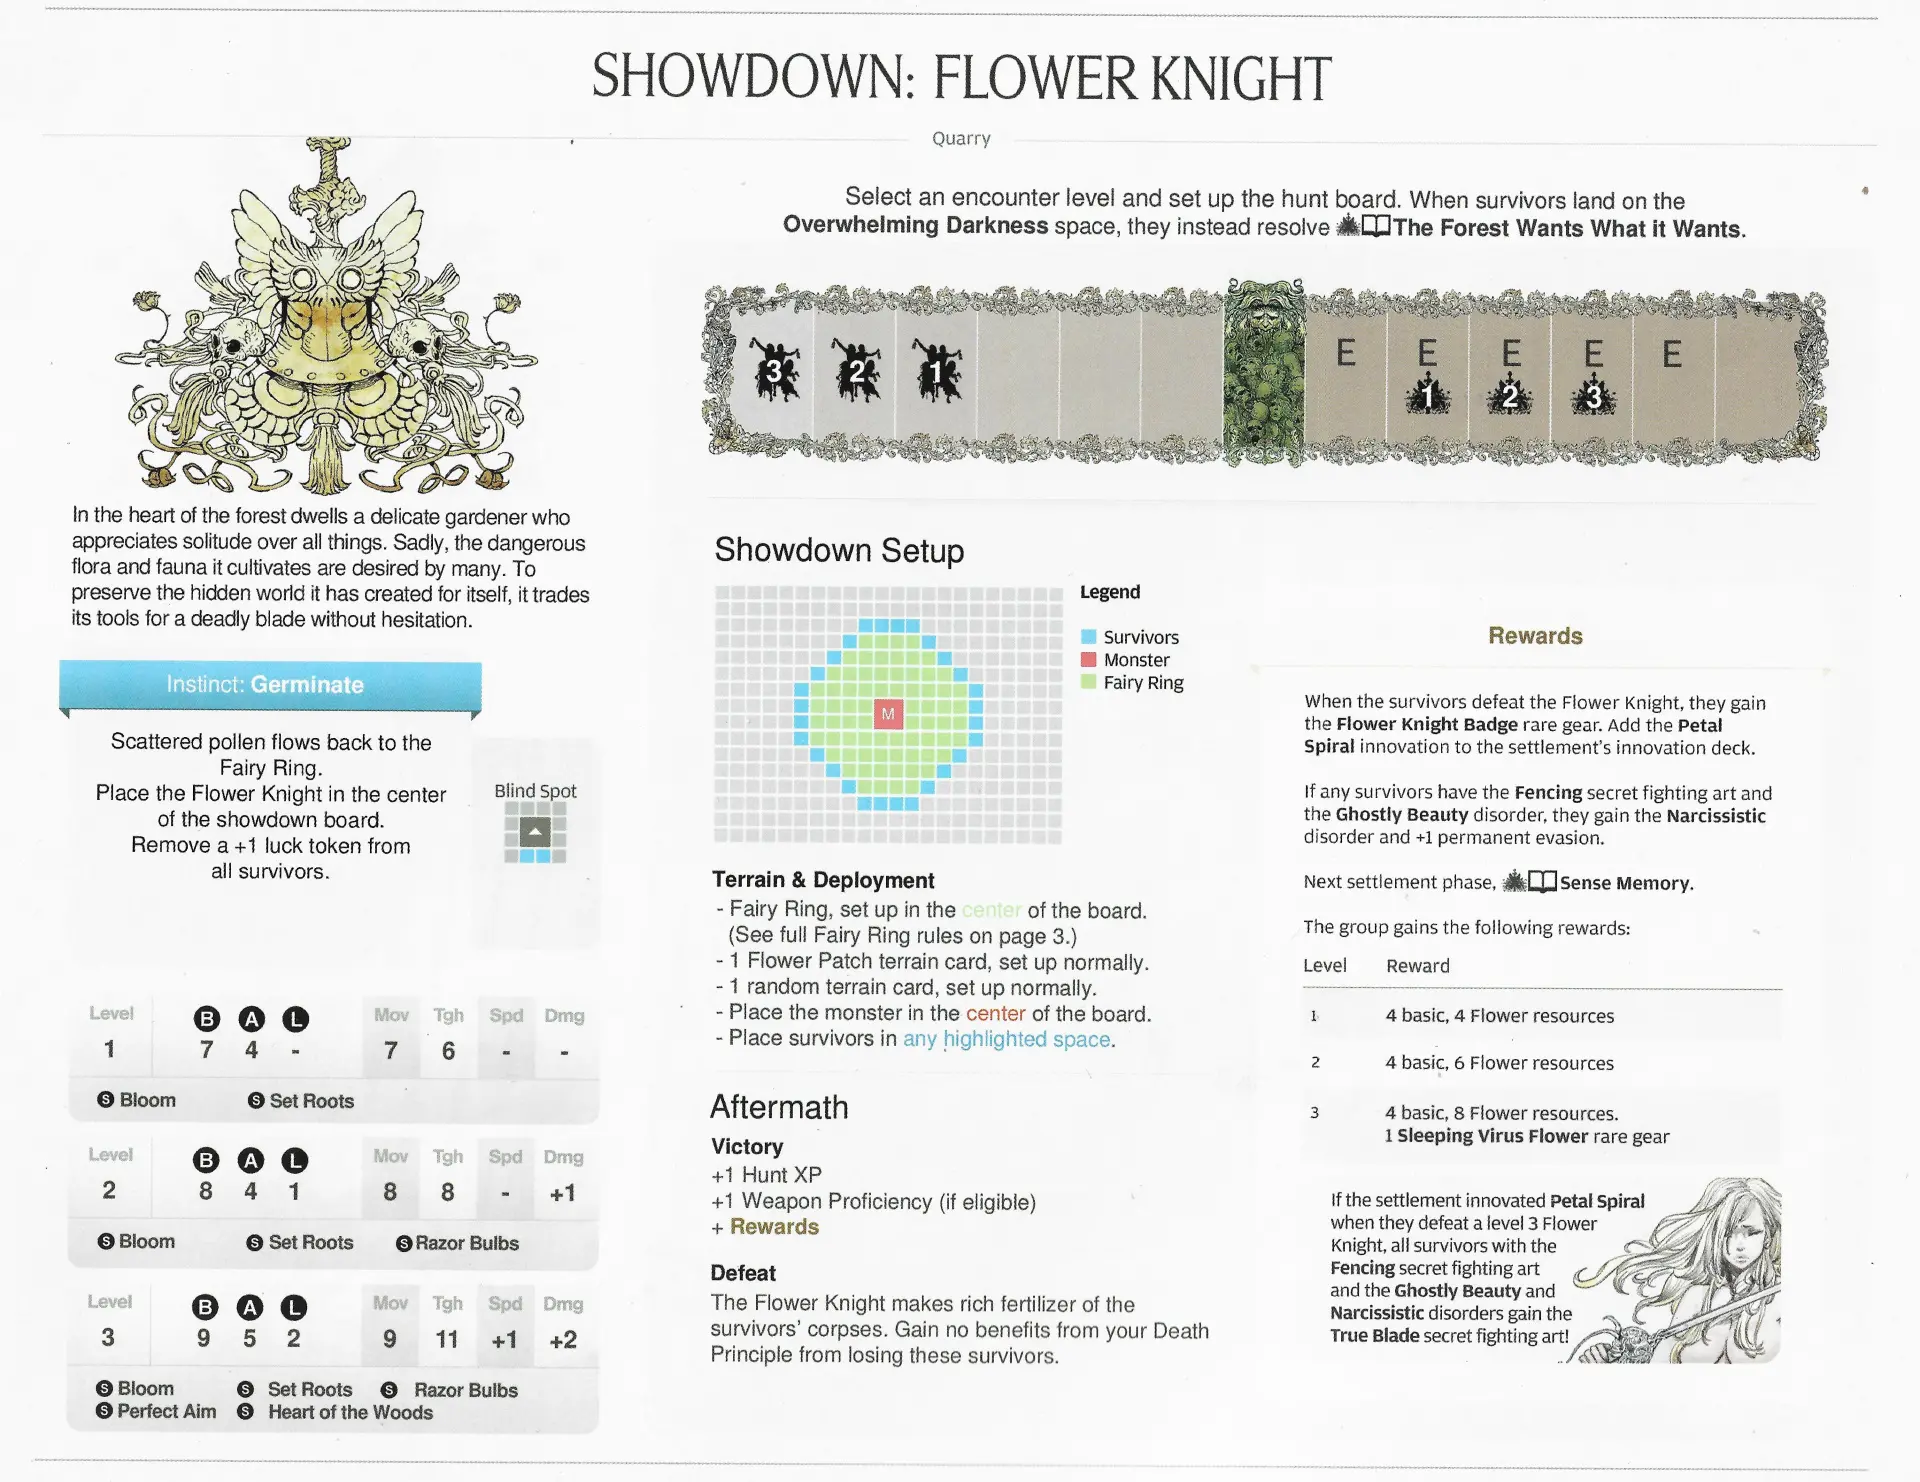 SHOWDOWN: FLOWER KNIGHT
Quarry
Select an encounter level and set up the hunt board. When survivors land on the
Overwhelming Darkness space, they instead resolve The Forest Wants What it Wants.
3 2 1 E E E E E
1 2 3
In the heart of the forest dwells a delicate gardener who
appreciates solitude over all things. Sadly, the dangerous
flora and fauna it cultivates are desired by many. To
preserve the hidden world it has created for itself, it trades
its tools for a deadly blade without hesitation.
Instinct: Germinate
Scattered pollen flows back to the
Fairy Ring.
Place the Flower Knight in the center
of the showdown board.
Remove a +1 luck token from
all survivors.
Blind Spot
Level B A L Mov Tgh Spd Dmg
1 7 4 - 7 6 - -
S Bloom S Set Roots
Level B A L Mov Tgh Spd Dmg
2 8 4 1 8 8 - +1
S Bloom S Set Roots S Razor Bulbs
Level B A L Mov Tgh Spd Dmg
3 9 5 2 9 11 +1 +2
S Bloom S Set Roots S Razor Bulbs
S Perfect Aim S Heart of the Woods
Showdown Setup
M
Legend
Survivors
Monster
Fairy Ring
Terrain & Deployment
- Fairy Ring, set up in the center of the board.
(See full Fairy Ring rules on page 3.)
- 1 Flower Patch terrain card, set up normally.
- 1 random terrain card, set up normally.
- Place the monster in the center of the board.
- Place survivors in any highlighted space.
Aftermath
Victory
+1 Hunt XP
+1 Weapon Proficiency (if eligible)
+ Rewards
Defeat
The Flower Knight makes rich fertilizer of the
survivors' corpses. Gain no benefits from your Death
Principle from losing these survivors.
Rewards
When the survivors defeat the Flower Knight, they gain
the Flower Knight Badge rare gear. Add the Petal
Spiral innovation to the settlement's innovation deck.
If any survivors have the Fencing secret fighting art and
the Ghostly Beauty disorder, they gain the Narcissistic
disorder and +1 permanent evasion.
Next settlement phase, Sense Memory.
The group gains the following rewards:
Level Reward
1 4 basic, 4 Flower resources
2 4 basic, 6 Flower resources
3 4 basic, 8 Flower resources.
1 Sleeping Virus Flower rare gear
If the settlement innovated Petal Spiral
when they defeat a level 3 Flower
Knight, all survivors with the
Fencing secret fighting art
and the Ghostly Beauty and
Narcissistic disorders gain the
True Blade secret fighting art!